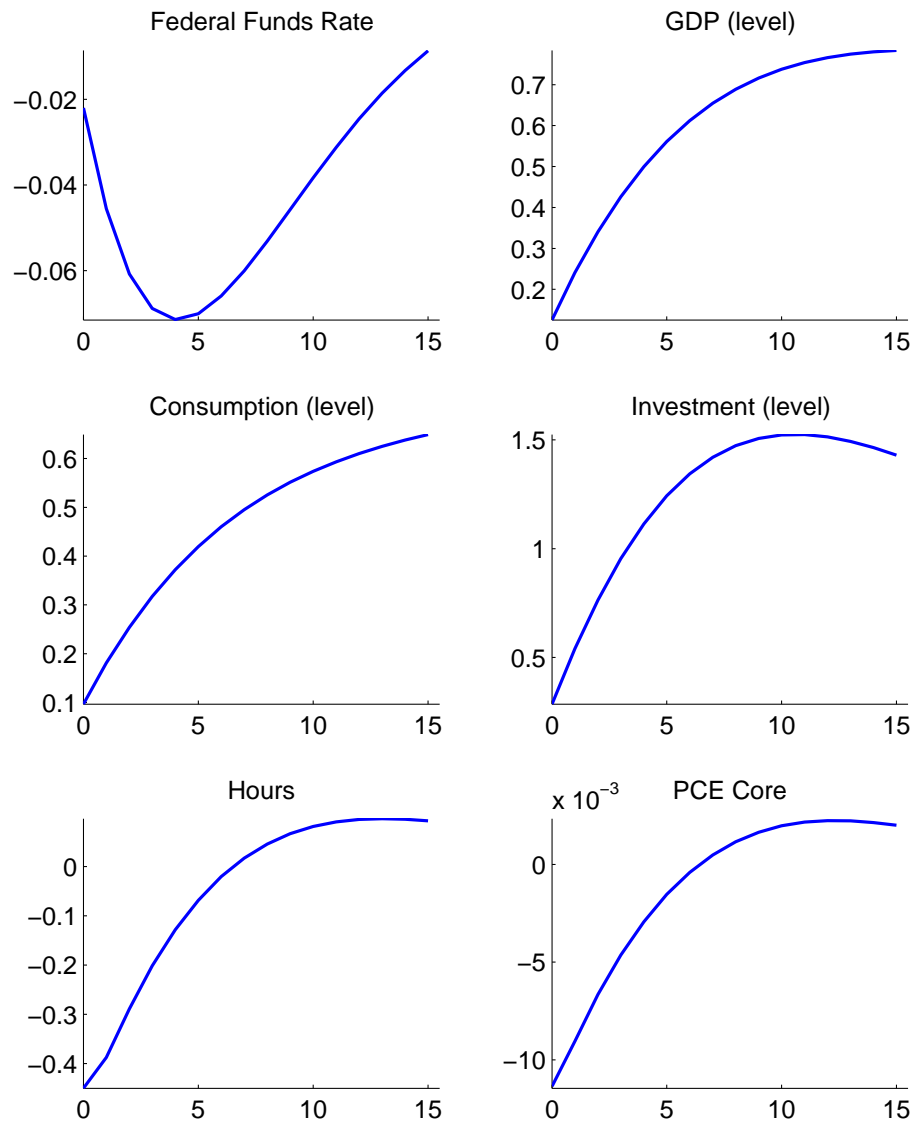 Federal Funds Rate
−0.02
−0.04
−0.06
0 5 10 15
GDP (level)
0.7
0.6
0.5
0.4
0.3
0.2
0 5 10 15
Consumption (level)
0.6
0.5
0.4
0.3
0.2
0.1
0 5 10 15
Investment (level)
1.5
1
0.5
0 5 10 15
Hours
0
−0.1
−0.2
−0.3
−0.4
0 5 10 15
x 10−3
PCE Core
0
−5
−10
0 5 10 15